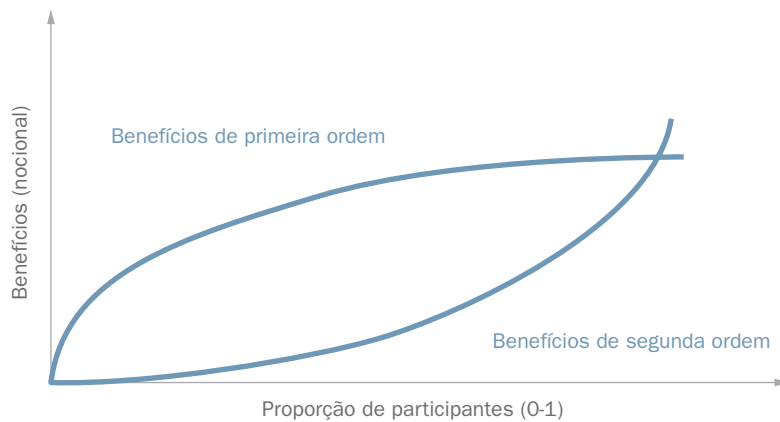 Benefícios (nocional)
Benefícios de primeira ordem
Benefícios de segunda ordem
Proporção de participantes (0-1)